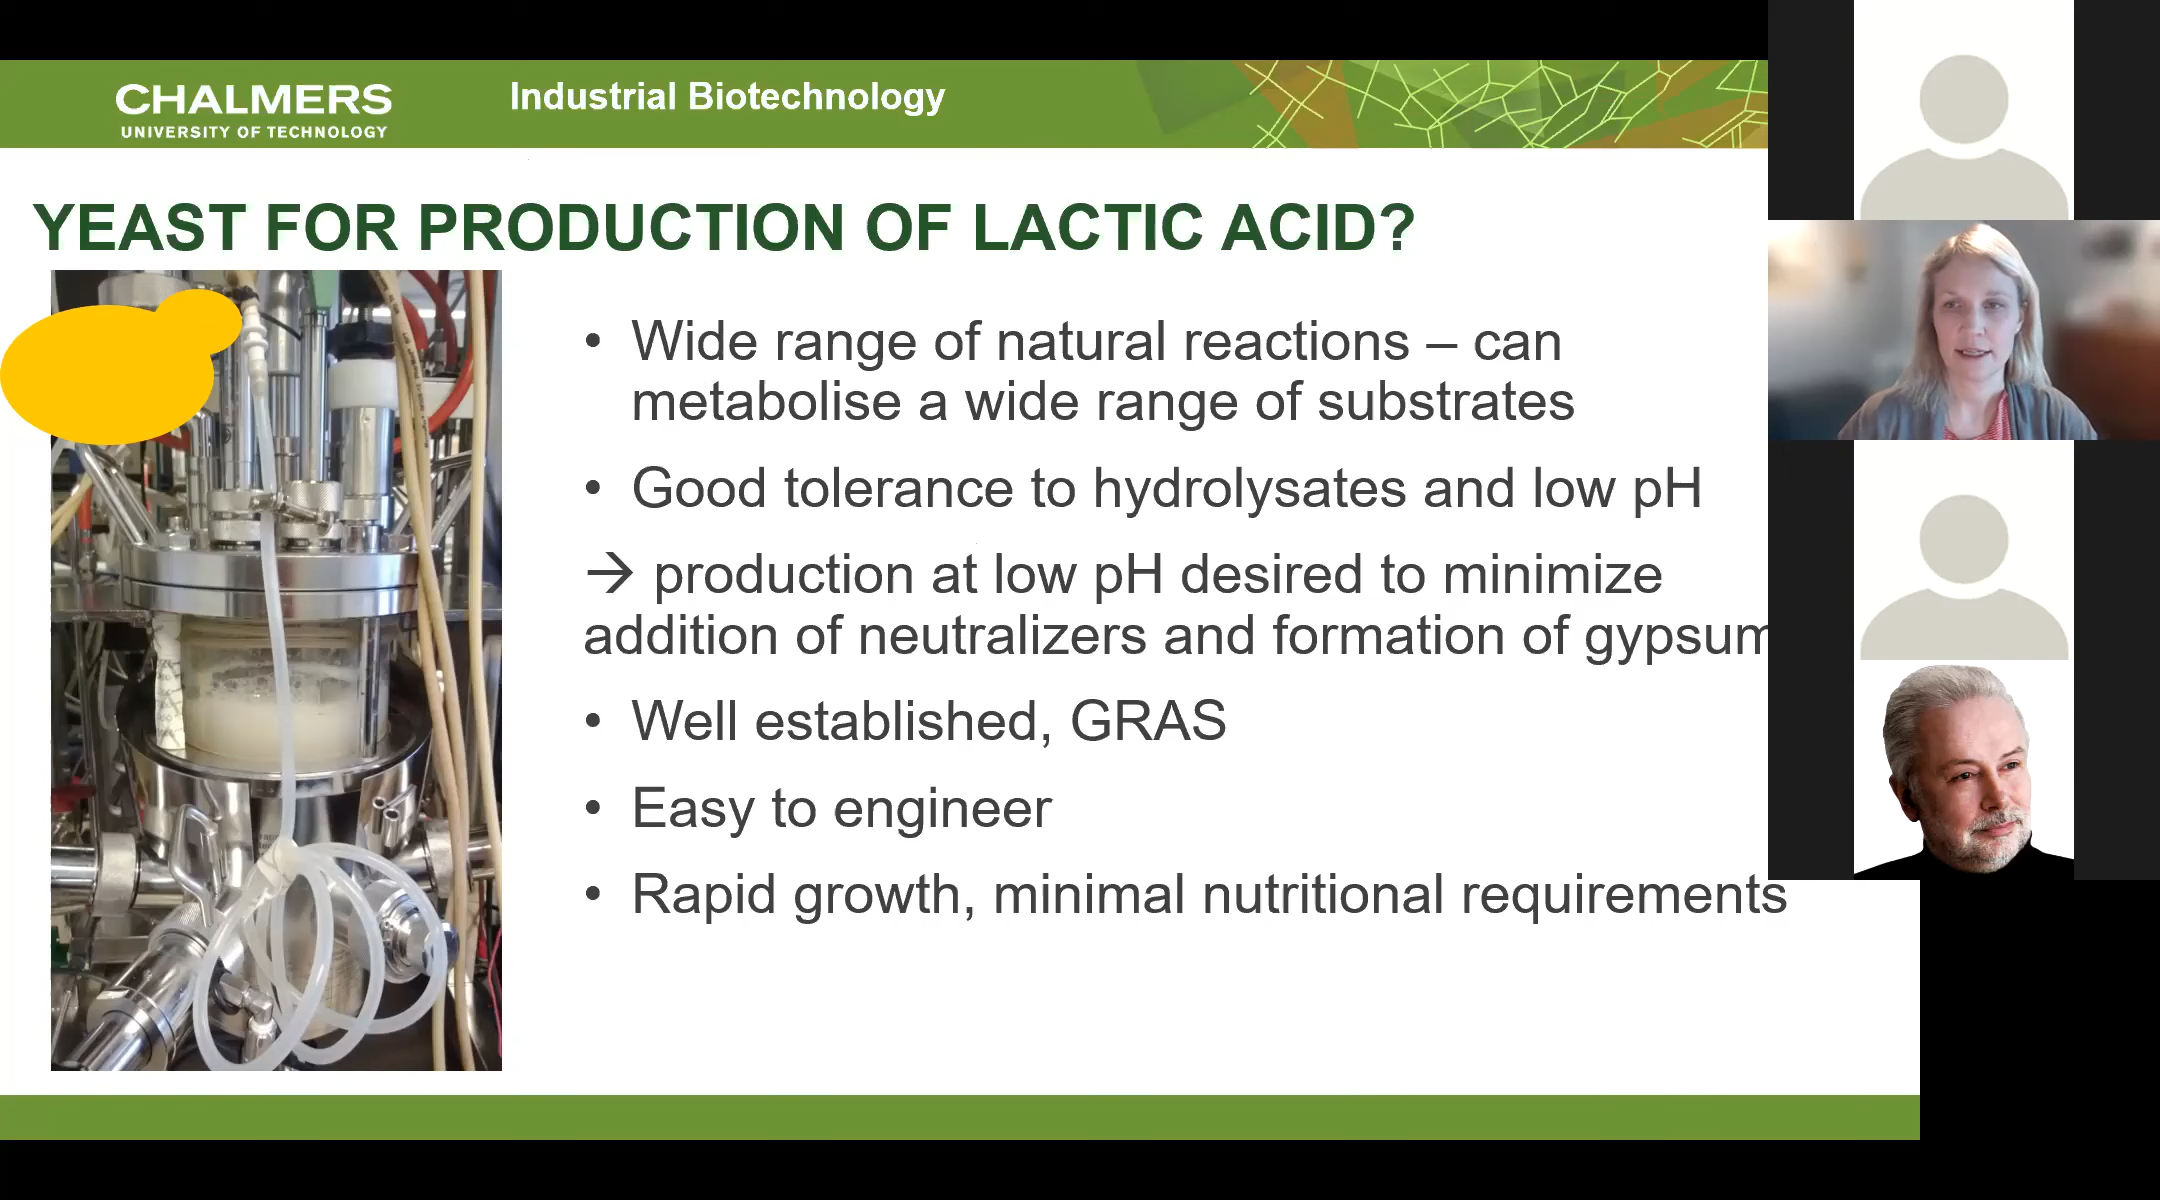 CHALMERS
UNIVERSITY OF TECHNOLOGY
Industrial Biotechnology
YEAST FOR PRODUCTION OF LACTIC ACID?
• Wide range of natural reactions – can
metabolise a wide range of substrates
• Good tolerance to hydrolysates and low pH
→ production at low pH desired to minimize
addition of neutralizers and formation of gypsum
• Well established, GRAS
• Easy to engineer
• Rapid growth, minimal nutritional requirements